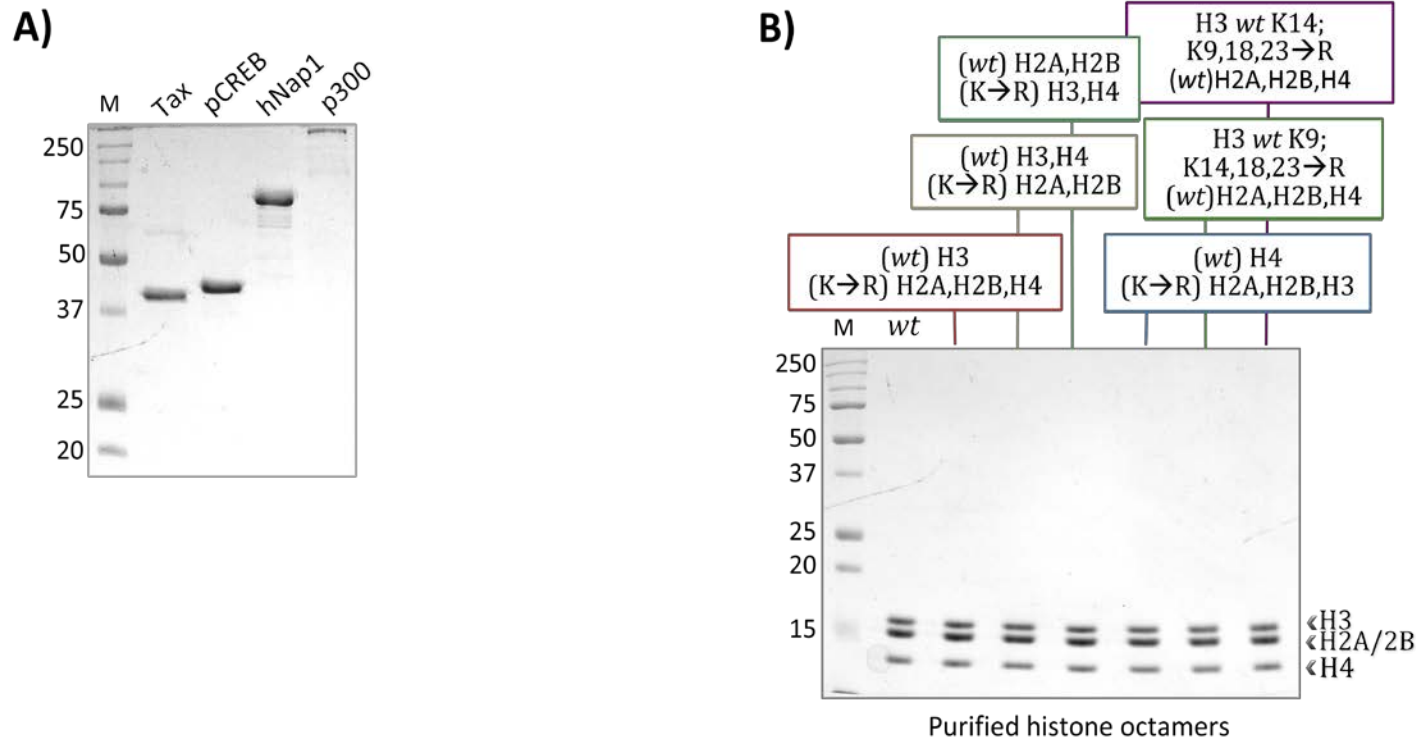 A)
M Tax pCREB hNap1 p300
250
75
50
37
25
20
B)
H3 wt K14;
K9,18,23→R
(wt)H2A,H2B,H4
(wt) H2A,H2B
(K→R) H3,H4
H3 wt K9;
K14,18,23→R
(wt)H2A,H2B,H4
(wt) H3,H4
(K→R) H2A,H2B
(wt) H3
(K→R) H2A,H2B,H4
(wt) H4
(K→R) H2A,H2B,H3
M wt
250
75
50
37
25
20
15
«H3
«H2A/2B
«H4
Purified histone octamers